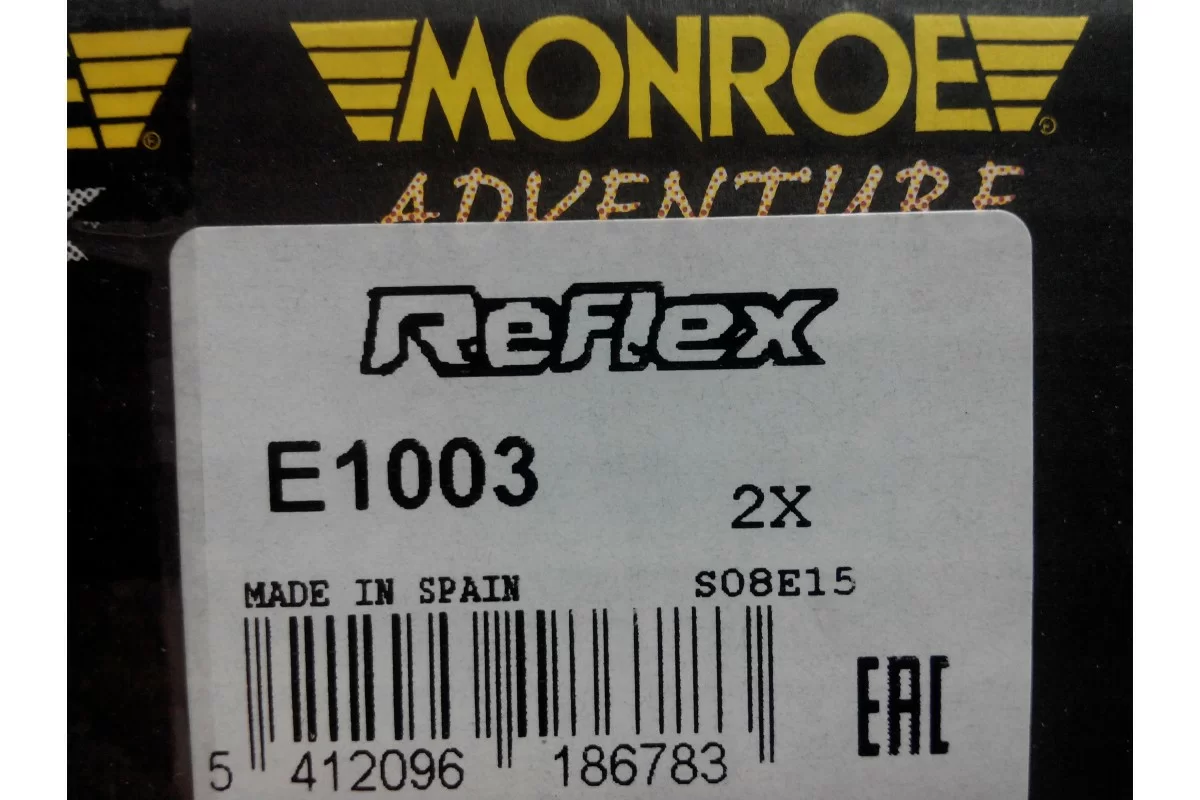 MONROE
ADVENTURE
Reflex
E1003
2X
MADE IN SPAIN
S08E15
EAC
5 412096 186783